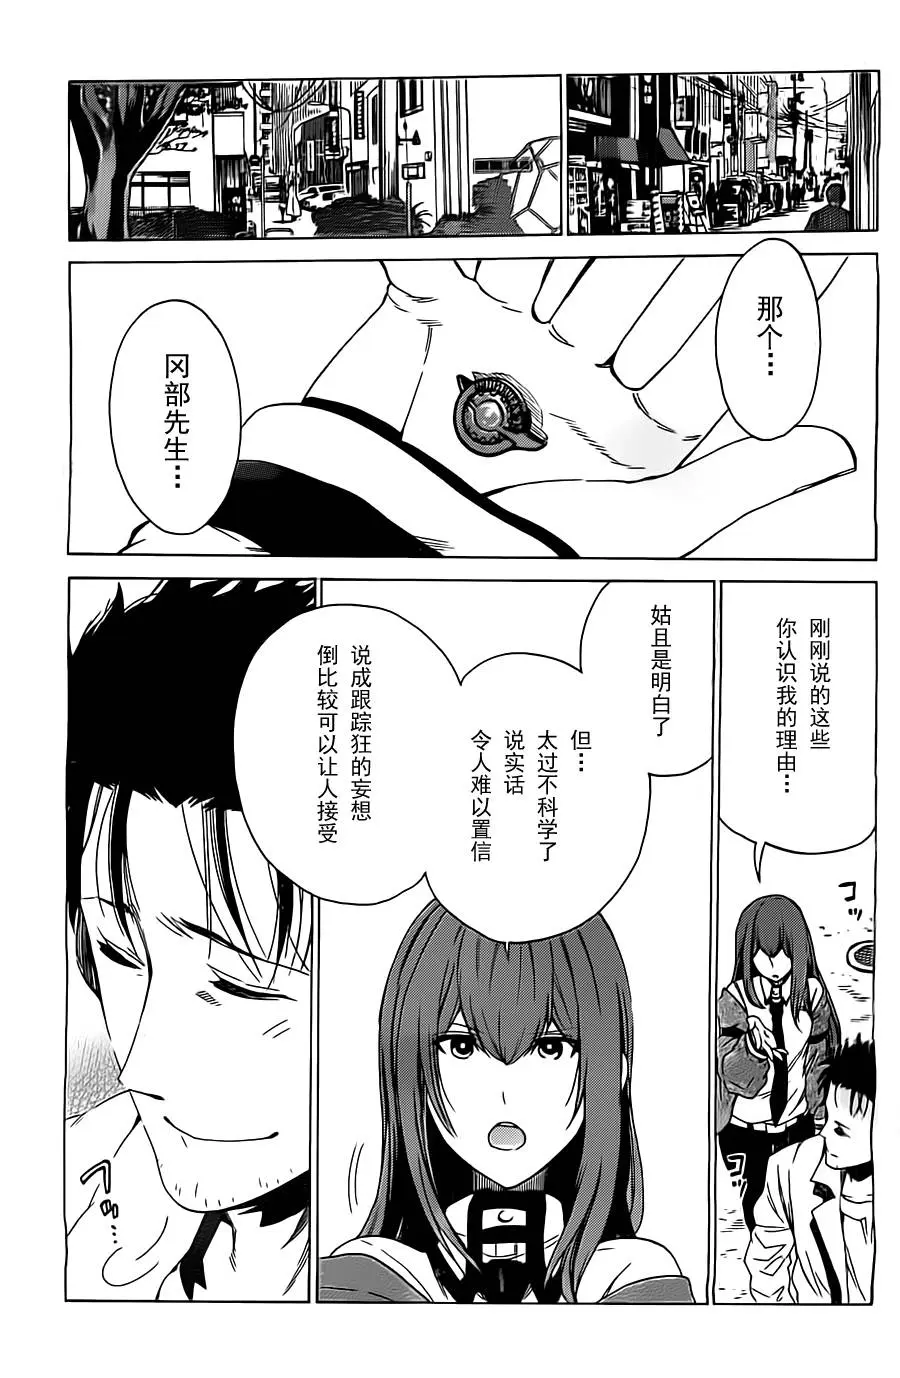 那个…
冈部先生…
刚刚说的这些
你认识我的理由…
姑且是明白了
但…
太过不科学了
说实话
令人难以置信
说成跟踪狂的妄想
倒比较可以让人接受
コッ
グッ…